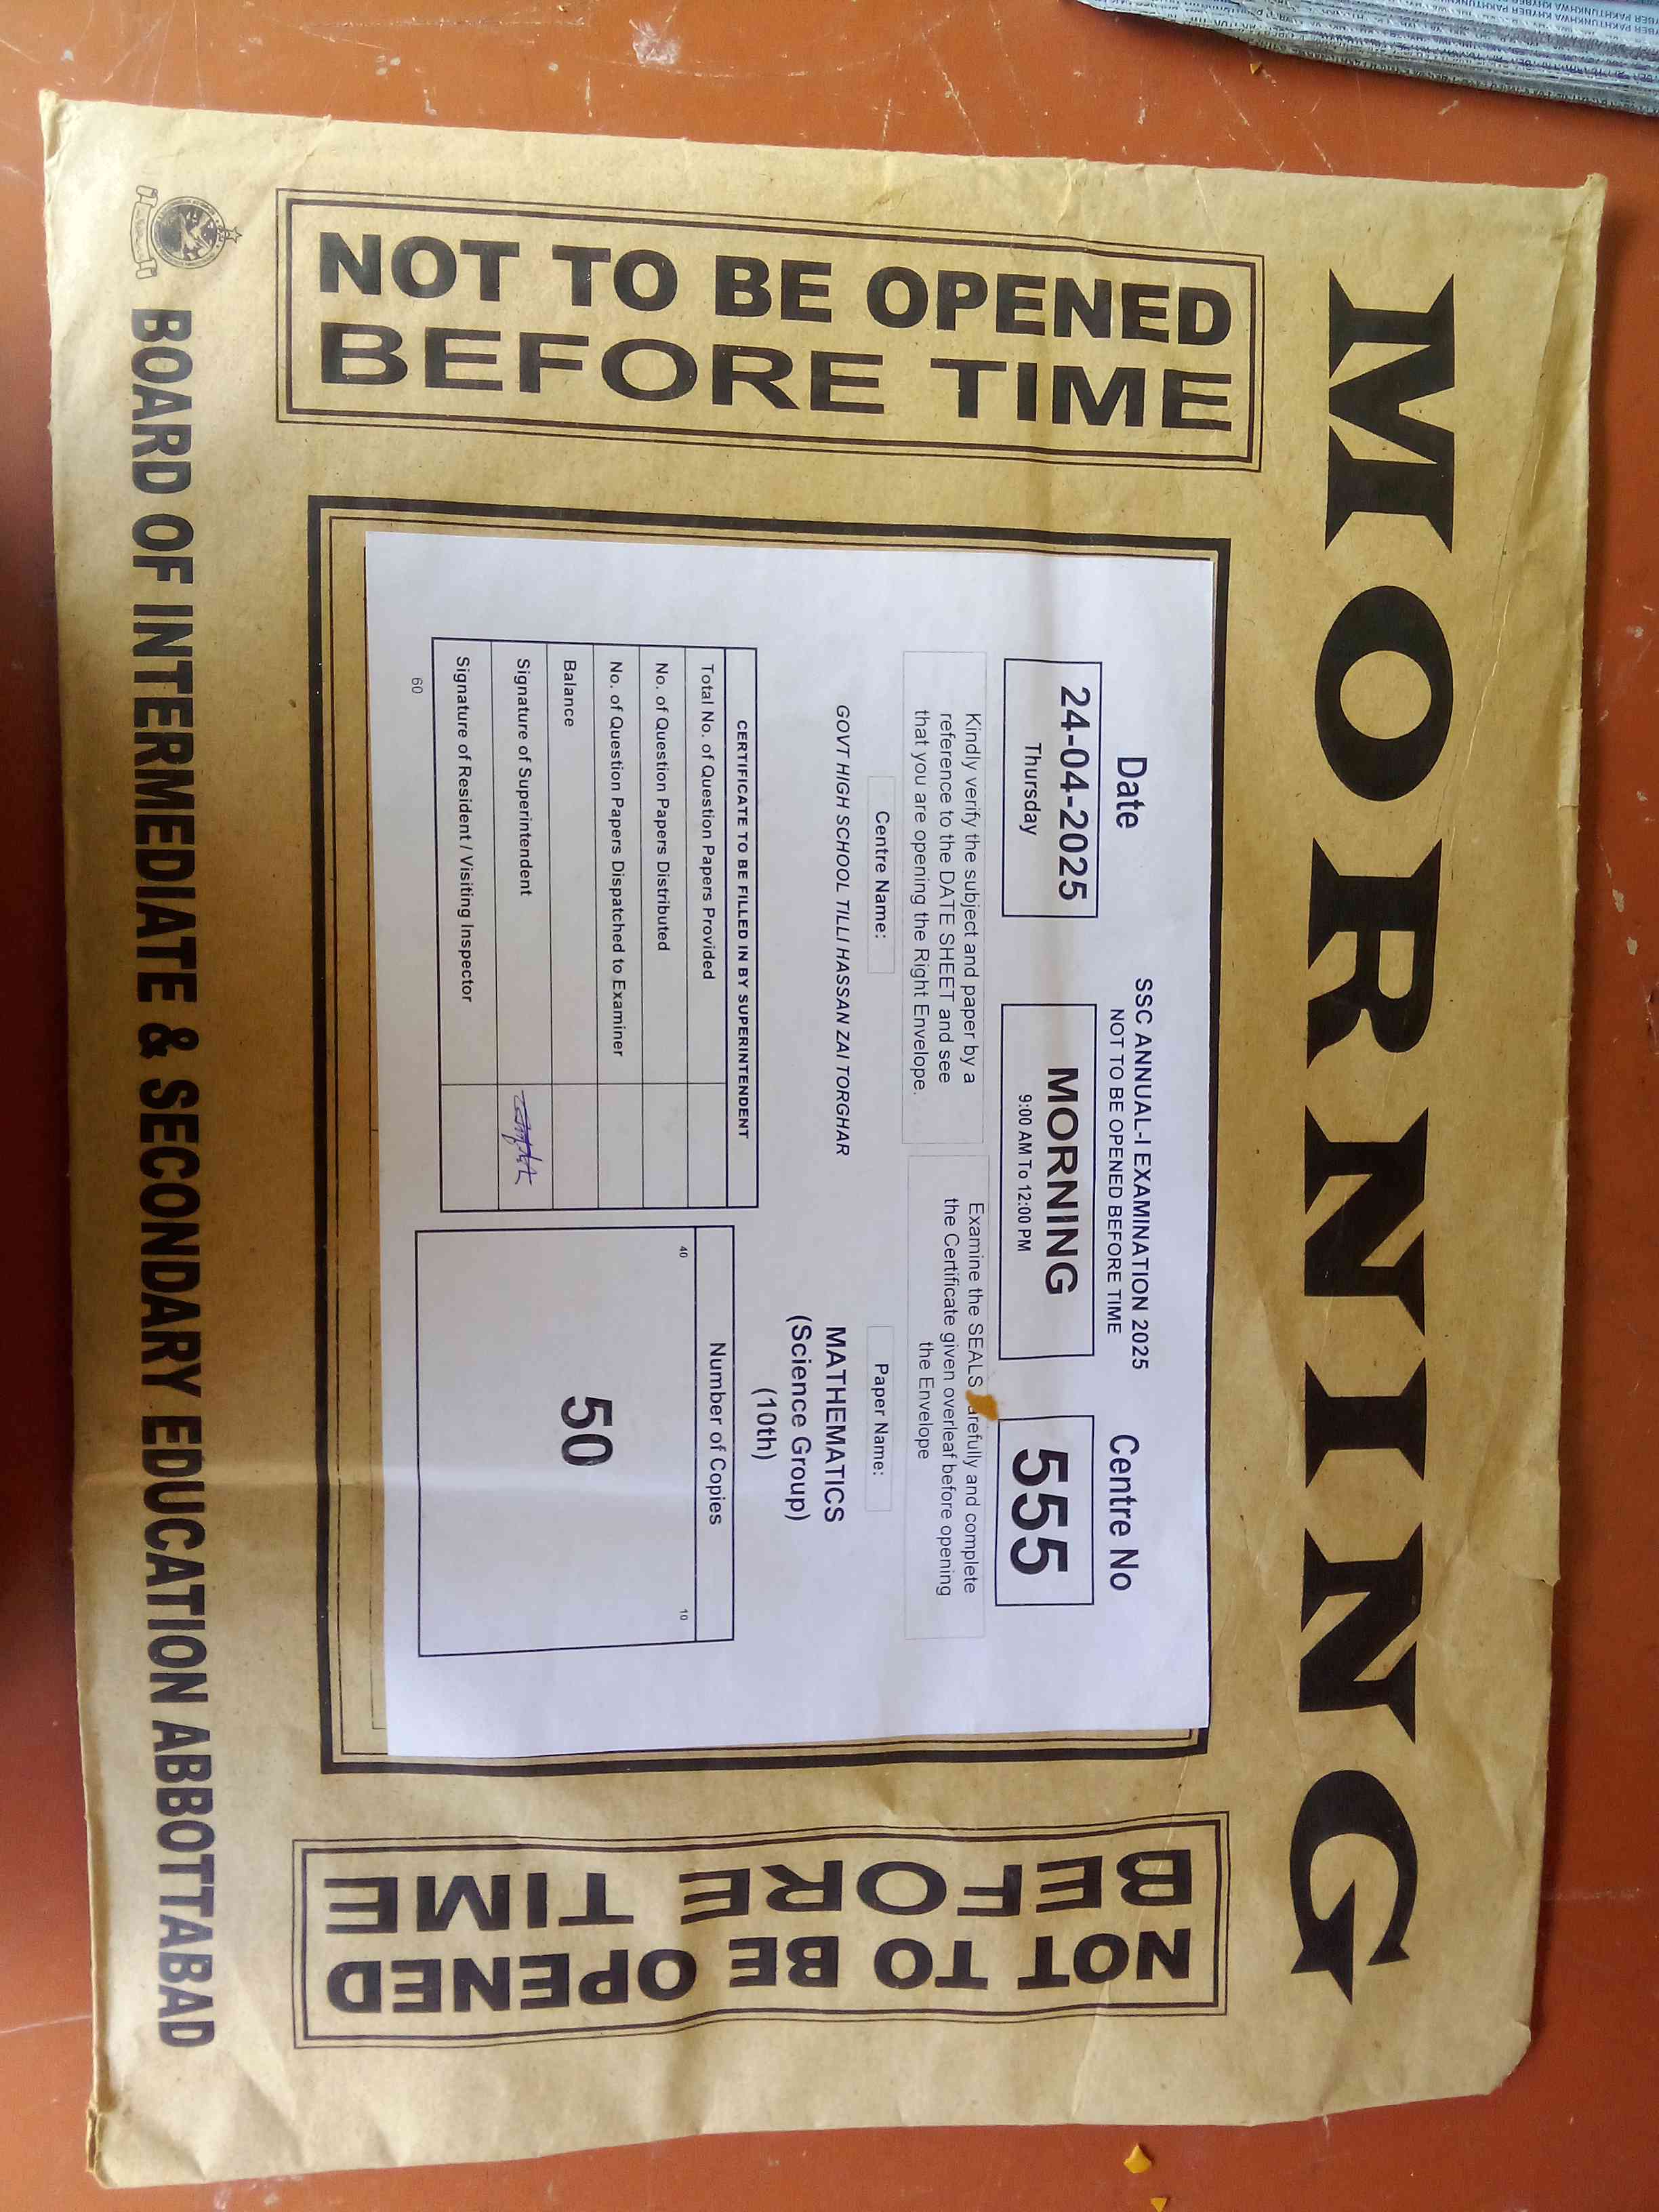 MORNING
NOT TO BE OPENED
BEFORE TIME
SSC ANNUAL-I EXAMINATION 2025
NOT TO BE OPENED BEFORE TIME
Date
24-04-2025
Thursday
MORNING
9:00 AM To 12:00 PM
Centre No
555
Kindly verify the subject and paper by a
reference to the DATE SHEET and see
that you are opening the Right Envelope.
Examine the SEALS arefully and complete
the Certificate given overleaf before opening
the Envelope
Centre Name:
GOVT HIGH SCHOOL TILLI HASSAN ZAI TORGHAR
Paper Name:
MATHEMATICS
(Science Group)
(10th)
CERTIFICATE TO BE FILLED IN BY SUPERINTENDENT
Total No. of Question Papers Provided
No. of Question Papers Distributed
No. of Question Papers Dispatched to Examiner
Balance
Signature of Superintendent
Signature of Resident / Visiting Inspector
60
Number of Copies
40 10
50
NOT TO BE OPENED
BEFORE TIME
BOARD OF INTERMEDIATE & SECONDARY EDUCATION ABBOTTABAD
KHYBER PAKHTUNKHWA